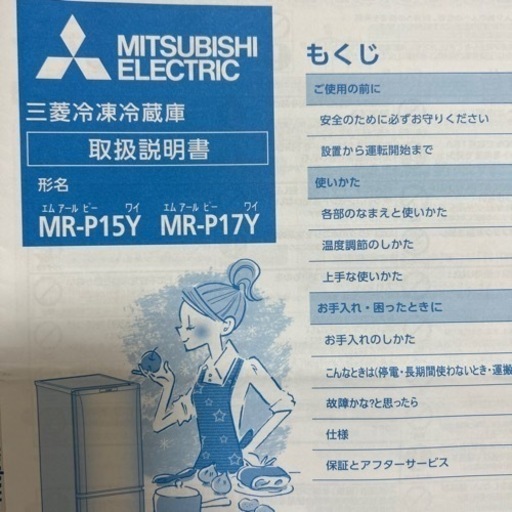 MITSUBISHI
ELECTRIC
三菱冷凍冷蔵庫
取扱説明書
形名
エム アール ピー ワイ エム アール ピー ワイ
MR-P15Y MR-P17Y
もくじ
ご使用の前に
安全のために必ずお守りください
設置から運転開始まで
使いかた
各部のなまえと使いかた
温度調節のしかた
上手な使いかた
お手入れ・困ったときに
お手入れのしかた
こんなときは(停電・長期間使わないとき・運搬
故障かな?と思ったら
仕様
保証とアフターサービス